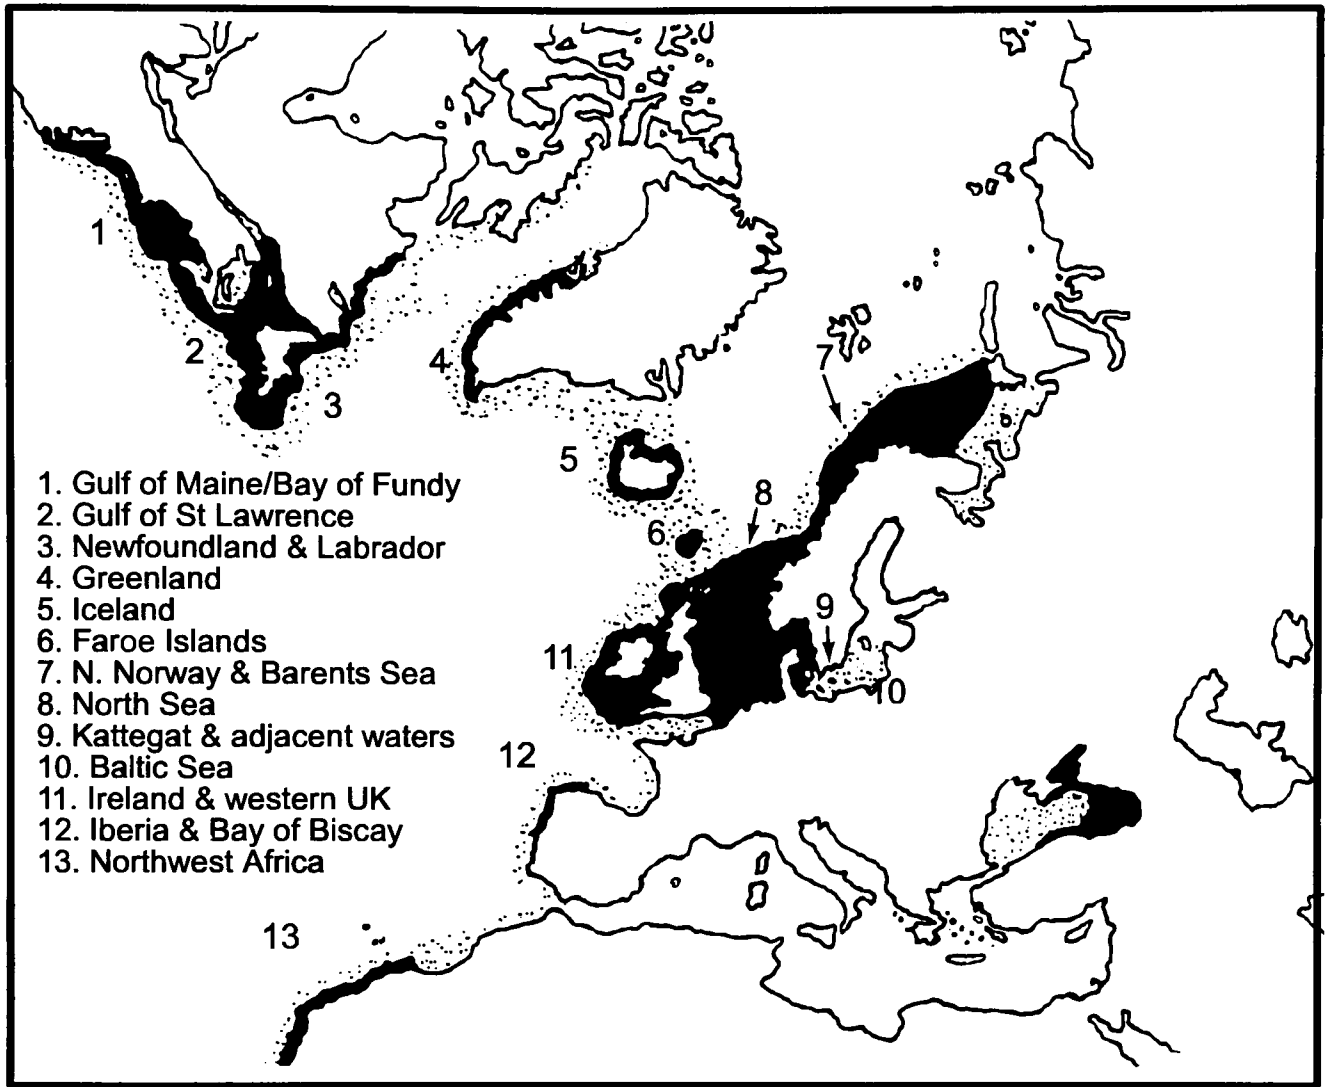 1
2
3
4
5
6
7
8
9
10
11
12
13
1. Gulf of Maine/Bay of Fundy
2. Gulf of St Lawrence
3. Newfoundland & Labrador
4. Greenland
5. Iceland
6. Faroe Islands
7. N. Norway & Barents Sea
8. North Sea
9. Kattegat & adjacent waters
10. Baltic Sea
11. Ireland & western UK
12. Iberia & Bay of Biscay
13. Northwest Africa